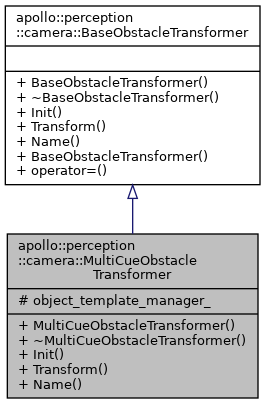 apollo::perception
::camera::BaseObstacleTransformer
+ BaseObstacleTransformer()
+ ~BaseObstacleTransformer()
+ Init()
+ Transform()
+ Name()
+ BaseObstacleTransformer()
+ operator=()
apollo::perception
::camera::MultiCueObstacle
Transformer
# object_template_manager_
+ MultiCueObstacleTransformer()
+ ~MultiCueObstacleTransformer()
+ Init()
+ Transform()
+ Name()